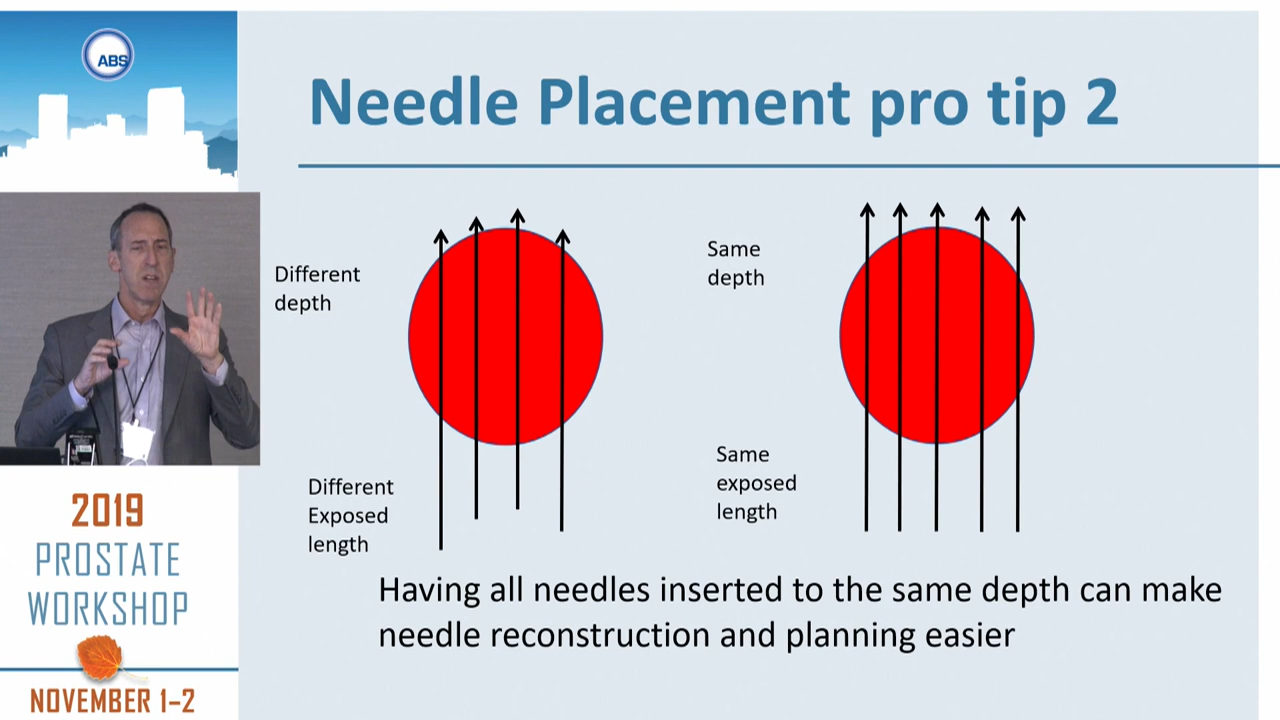 ABS
Needle Placement pro tip 2
Different
depth
Same
depth
Different
Exposed
length
Same
exposed
length
Having all needles inserted to the same depth can make
needle reconstruction and planning easier
2019
PROSTATE
WORKSHOP
NOVEMBER 1-2